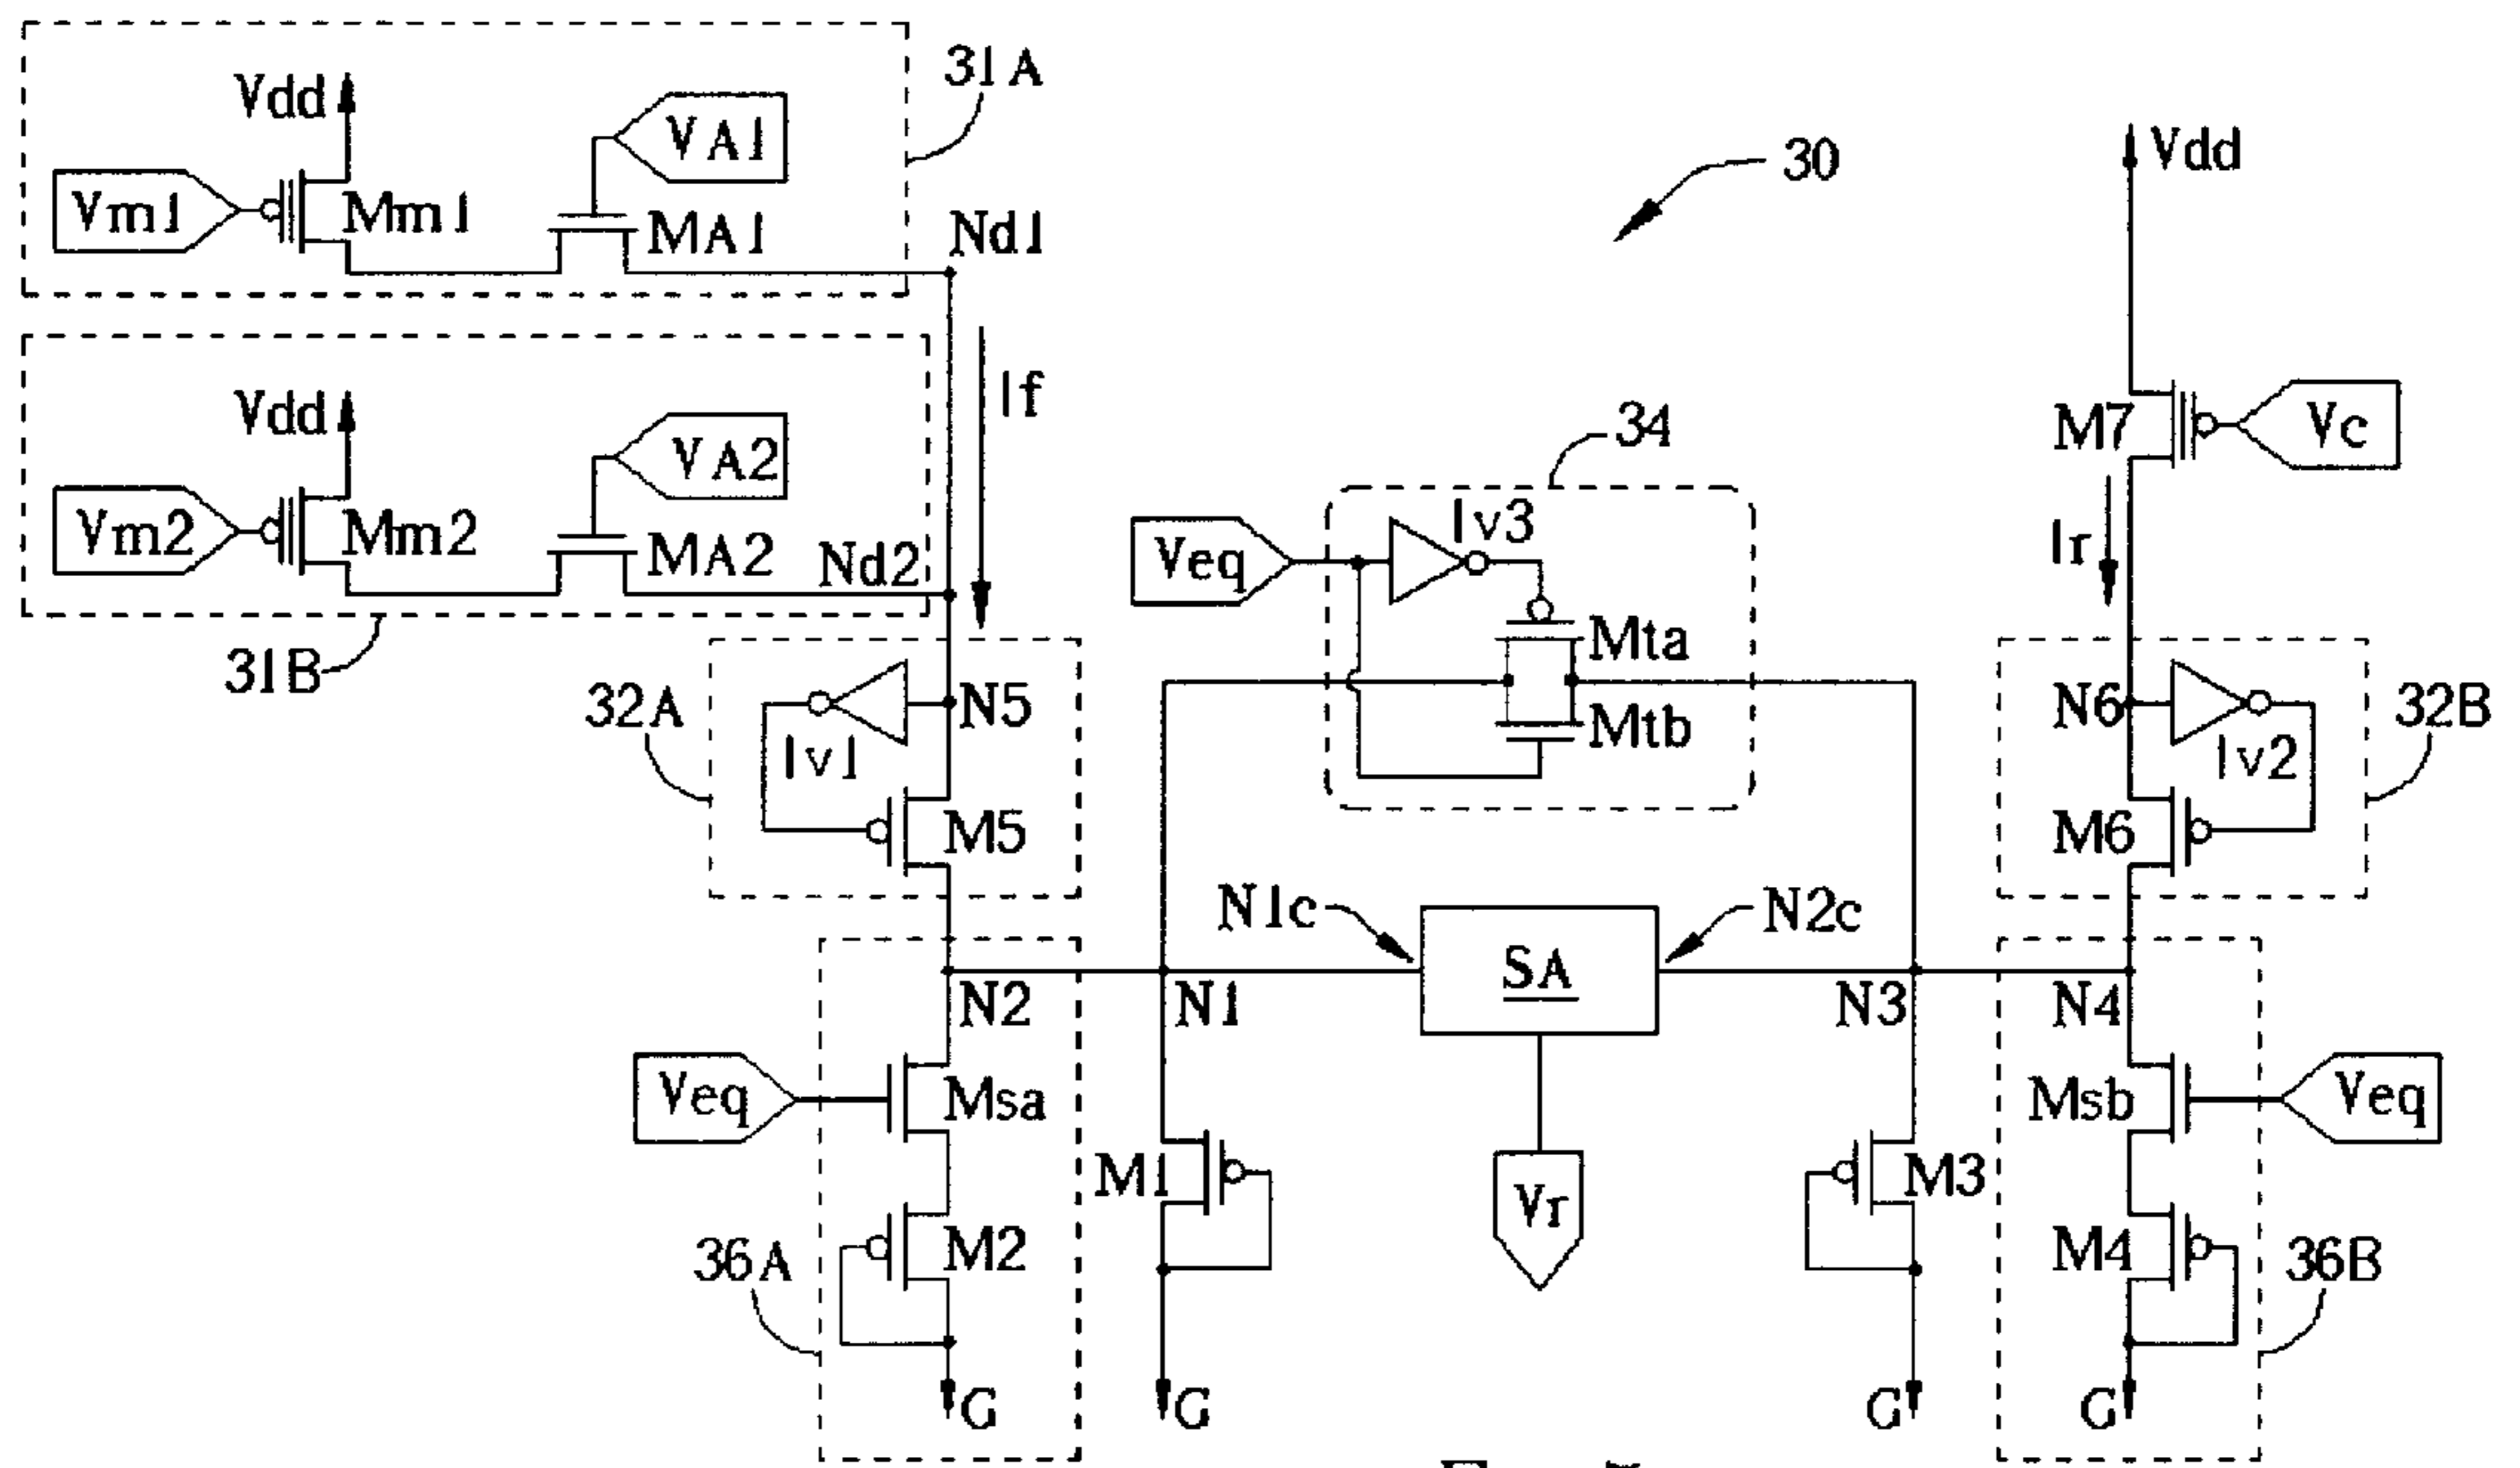 31A
Vdd
VA1
30
Vdd
Vm1
Mm1
MA1
Nd1
Vdd
If
34
M7
Vc
VA2
Iv3
Vm2
Mm2
MA2
Nd2
Veq
Ir
31B
Mta
32A
N5
Mtb
N6
32B
Iv1
Iv2
M5
M6
N1c
N2c
SA
N2
N1
N3
N4
Veq
Msa
Msb
Veq
M1
M3
Vr
36A
M2
M4
36B
G
G
G
G